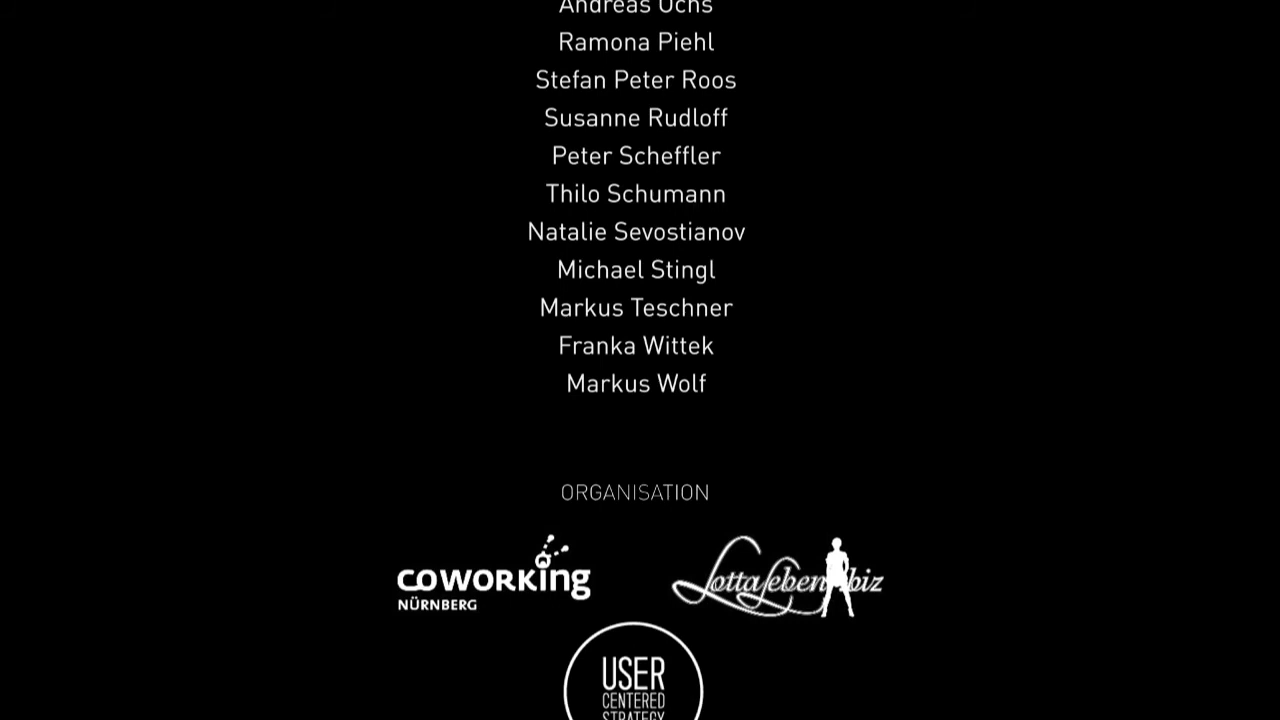 Andreas Ochs
Ramona Piehl
Stefan Peter Roos
Susanne Rudloff
Peter Scheffler
Thilo Schumann
Natalie Sevostianov
Michael Stingl
Markus Teschner
Franka Wittek
Markus Wolf
ORGANISATION
COWORKING
NÜRNBERG
LottaLeben biz
USER
CENTERED
STRATEGY